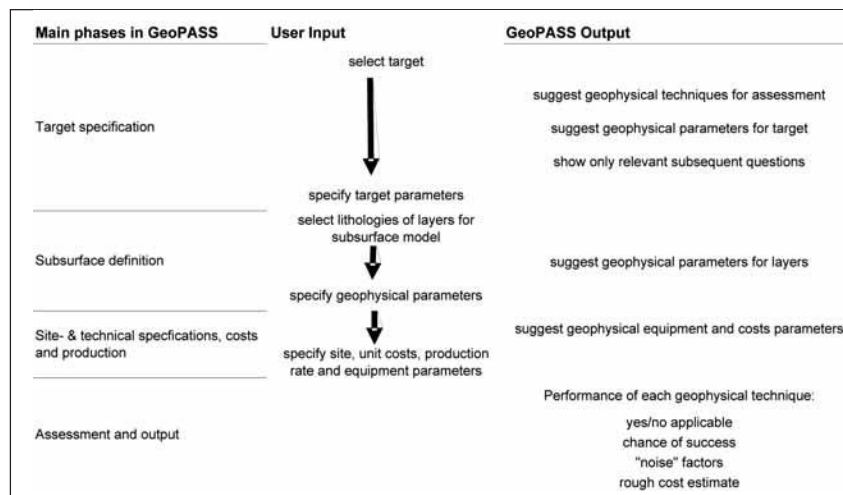 Main phases in GeoPASS
User Input
GeoPASS Output
select target
suggest geophysical techniques for assessment
Target specification
suggest geophysical parameters for target
show only relevant subsequent questions
specify target parameters
select lithologies of layers for
subsurface model
Subsurface definition
suggest geophysical parameters for layers
specify geophysical parameters
Site- & technical specfications, costs
and production
suggest geophysical equipment and costs parameters
specify site, unit costs, production
rate and equipment parameters
Performance of each geophysical technique:
Assessment and output
yes/no applicable
chance of success
"noise" factors
rough cost estimate